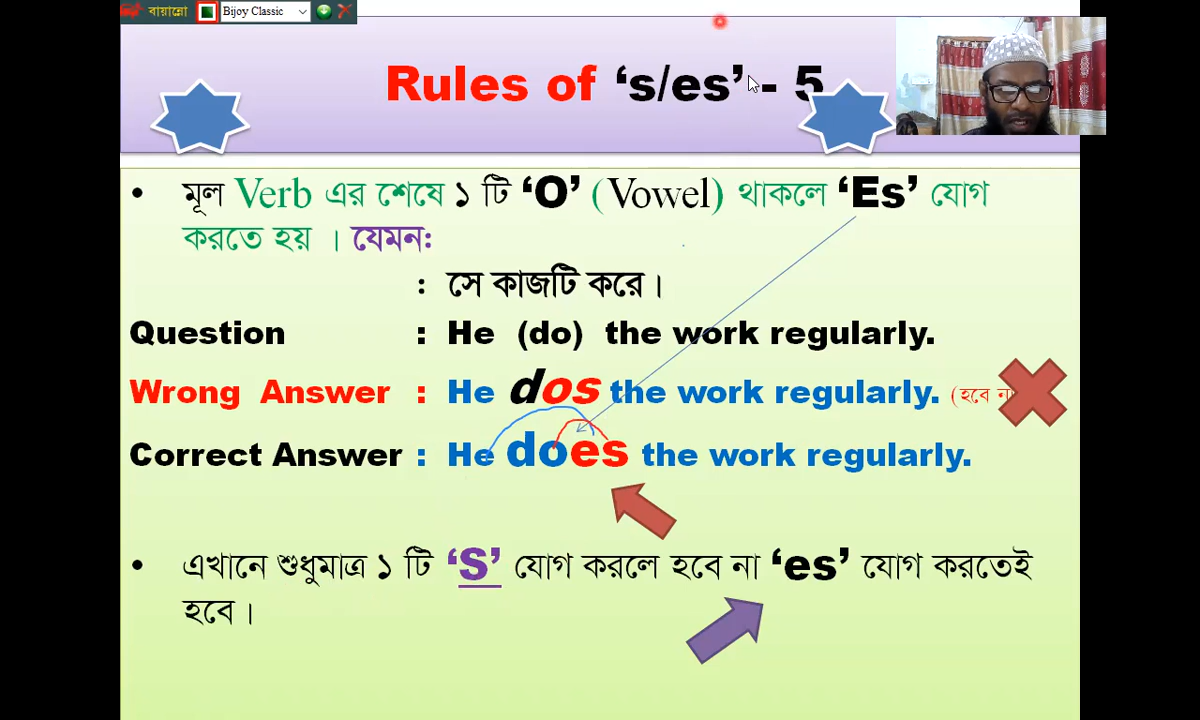 বায়ান্নো Bijoy Classic
Rules of ‘s/es’ - 5
• মূল Verb এর শেষে ১ টি ‘O’ (Vowel) থাকলে ‘Es’ যোগ
করতে হয় । যেমন:
: সে কাজটি করে।
Question : He (do) the work regularly.
Wrong Answer : He dos the work regularly. (হবে না
Correct Answer : He does the work regularly.
• এখানে শুধুমাত্র ১ টি ‘S’ যোগ করলে হবে না ‘es’ যোগ করতেই
হবে।